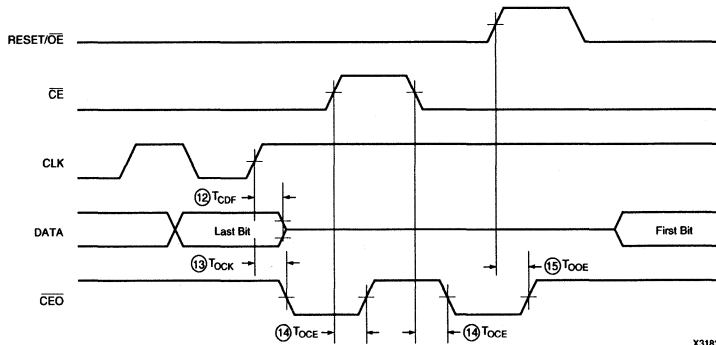 RESET/OE
CE
CLK
⑫ TCDF
DATA
Last Bit
First Bit
⑬ TOCK
⑮ TOOE
CEO
⑭ TOCE
⑭ TOCE